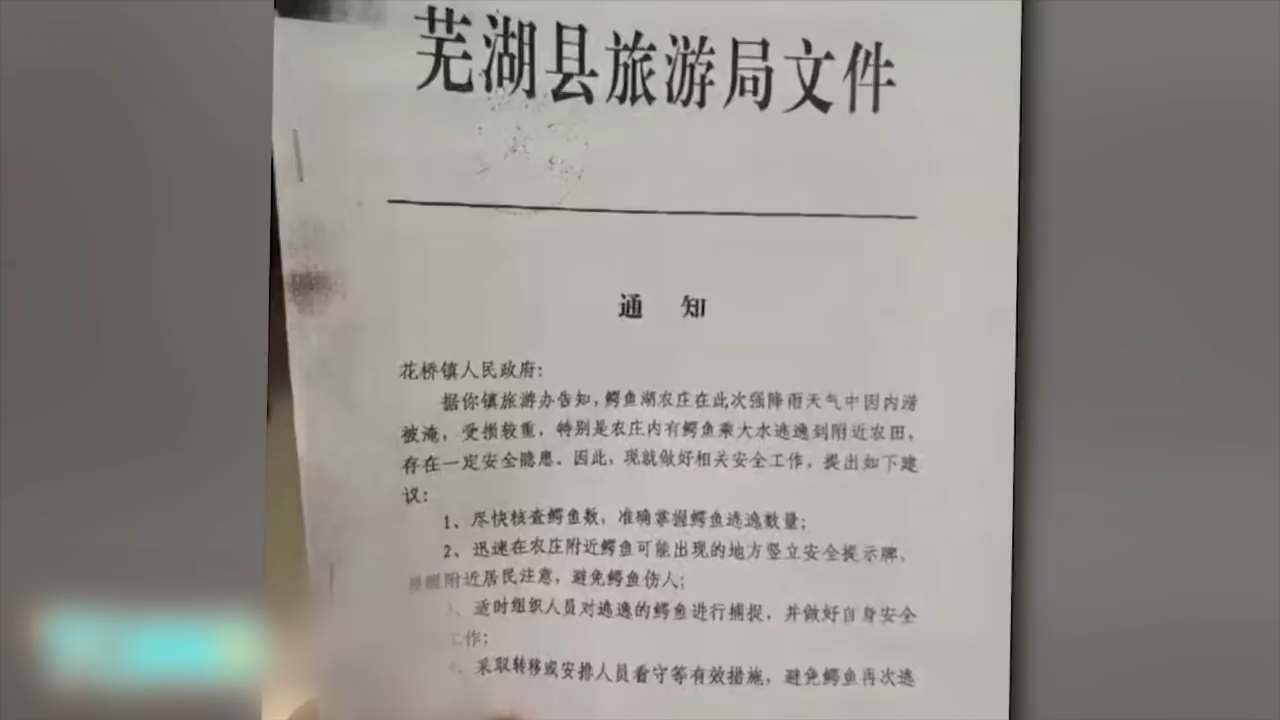 芜湖县旅游局文件
通 知
花桥镇人民政府:
据你镇旅游办告知,鳄鱼湖农庄在此次强降雨天气中因内涝
被淹,受损较重,特别是农庄内有鳄鱼乘大水逃逸到附近农田,
存在一定安全隐患。因此,现就做好相关安全工作,提出如下建
议:
1、尽快核查鳄鱼数,准确掌握鳄鱼逃逸数量;
2、迅速在农庄附近鳄鱼可能出现的地方竖立安全提示牌,
附近居民注意,避免鳄鱼伤人;
、适时组织人员对逃逸的鳄鱼进行捕捉,并做好自身安全
工作;
、采取转移或安排人员看守等有效措施,避免鳄鱼再次逃